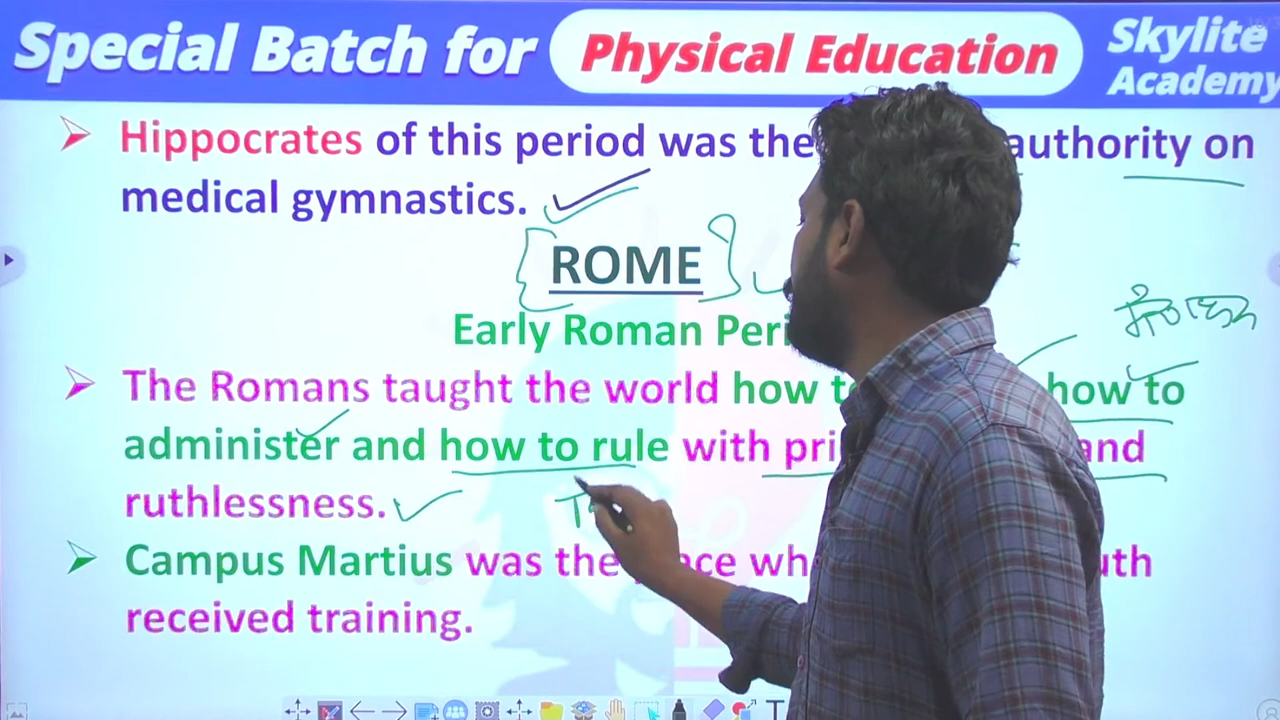 Special Batch for Physical Education Skylite
Academy
Hippocrates of this period was the authority on
medical gymnastics.
ROME
Early Roman Peri
The Romans taught the world how to how to
administer and how to rule with pri and
ruthlessness.
Campus Martius was the place wh uth
received training.